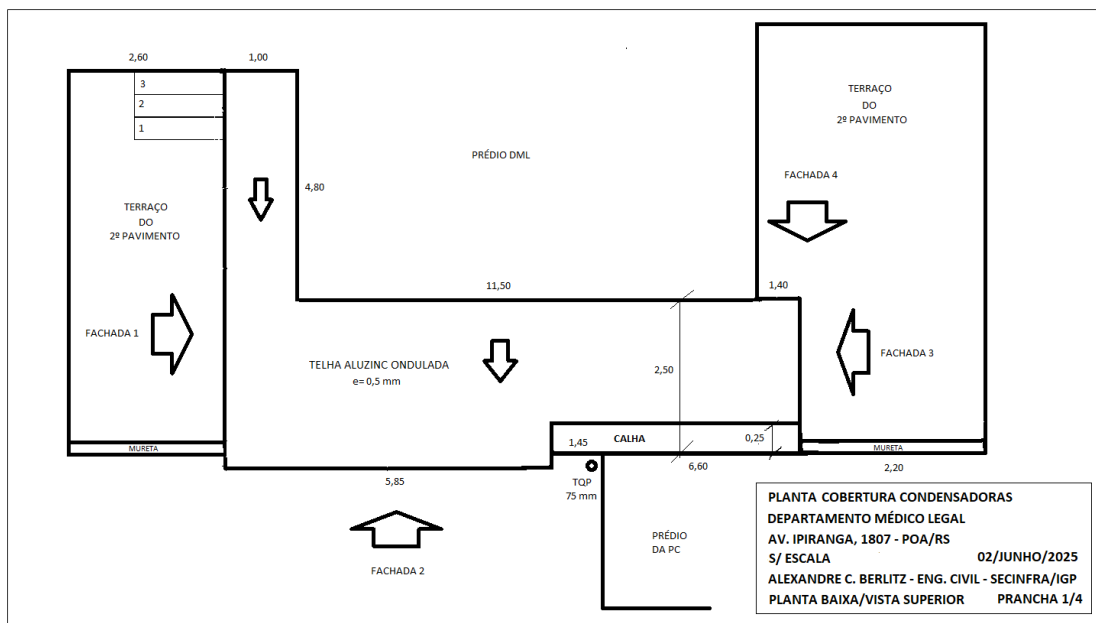 2,60
1,00
3
2
1
TERRAÇO
DO
2º PAVIMENTO
PRÉDIO DML
FACHADA 4
4,80
TERRAÇO
DO
2º PAVIMENTO
11,50
1,40
FACHADA 1
FACHADA 3
TELHA ALUZINC ONDULADA
e= 0,5 mm
2,50
MURETA
1,45
CALHA
0,25
MURETA
5,85
6,60
2,20
TQP
75 mm
FACHADA 2
PRÉDIO
DA PC
PLANTA COBERTURA CONDENSADORAS
DEPARTAMENTO MÉDICO LEGAL
AV. IPIRANGA, 1807 - POA/RS
S/ ESCALA 02/JUNHO/2025
ALEXANDRE C. BERLITZ - ENG. CIVIL - SECINFRA/IGP
PLANTA BAIXA/VISTA SUPERIOR PRANCHA 1/4